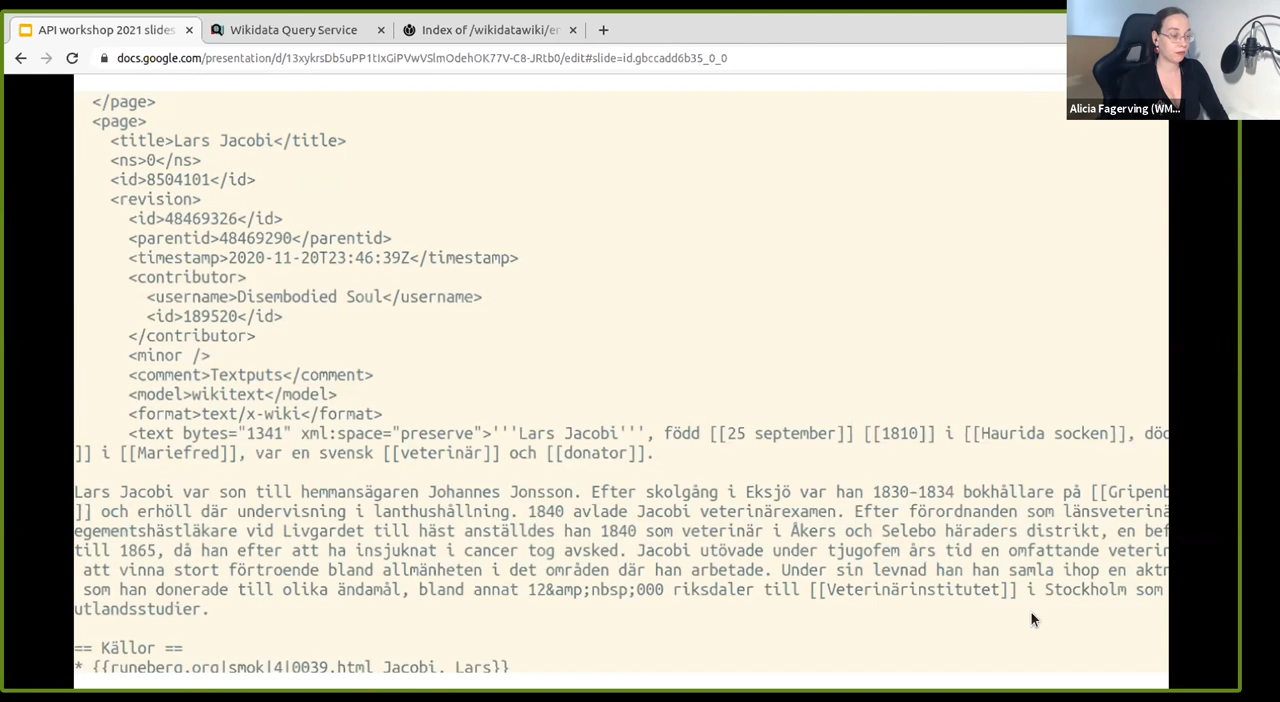 API workshop 2021 slides
Wikidata Query Service
Index of /wikidatawiki/en
docs.google.com/presentation/d/13xykrsDb5uPP1tIxGiPVwVSlmOdehOK77V-C8-JRtb0/edit#slide=id.gbccadd6b35_0_0
Alicia Fagerving (WM...
</page>
<page>
<title>Lars Jacobi</title>
<ns>0</ns>
<id>8504101</id>
<revision>
<id>48469326</id>
<parentid>48469290</parentid>
<timestamp>2020-11-20T23:46:39Z</timestamp>
<contributor>
<username>Disembodied Soul</username>
<id>189520</id>
</contributor>
<minor />
<comment>Textputs</comment>
<model>wikitext</model>
<format>text/x-wiki</format>
<text bytes="1341" xml:space="preserve">'''Lars Jacobi''', född [[25 september]] [[1810]] i [[Haurida socken]], död
]] i [[Mariefred]], var en svensk [[veterinär]] och [[donator]].
Lars Jacobi var son till hemmansägaren Johannes Jonsson. Efter skolgång i Eksjö var han 1830-1834 bokhållare på [[Gripenb
]] och erhöll där undervisning i lanthushållning. 1840 avlade Jacobi veterinärexamen. Efter förordnanden som länsveterinä
egementshästläkare vid Livgardet till häst inställdes han 1840 som veterinär i Åkers och Selebo häraders distrikt, en bef
till 1865, då han efter att ha insjuknat i cancer tog avsked. Jacobi utövade under tjugofem års tid en omfattande veterin
att vinna stort förtroende bland allmänheten i det områden där han arbetade. Under sin levnad han han samla ihop en aktn
som han donerade till olika ändamål, bland annat 12&amp;nbsp;000 riksdaler till [[Veterinärinstitutet]] i Stockholm som
utlandsstudier.
== Källor ==
* {{runeberg.org|smok|4|0039.html Jacobi, Lars}}